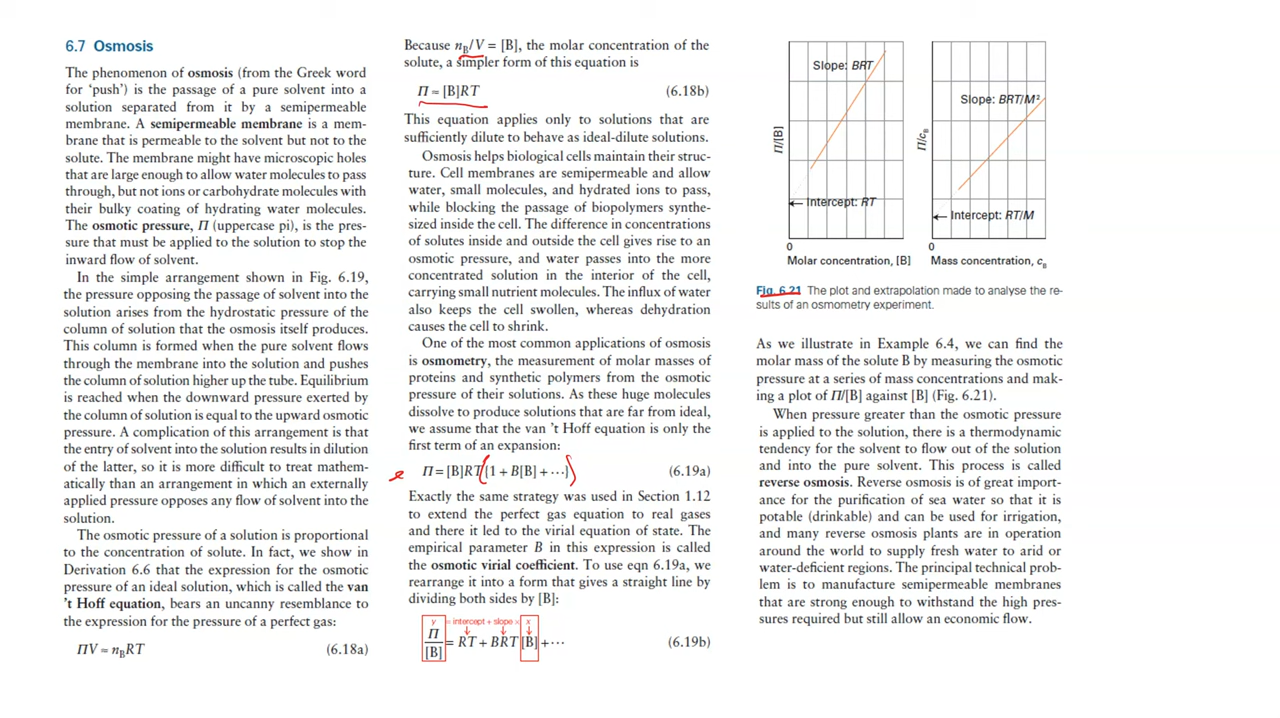 6.7 Osmosis
The phenomenon of osmosis (from the Greek word
for ‘push’) is the passage of a pure solvent into a
solution separated from it by a semipermeable
membrane. A semipermeable membrane is a mem-
brane that is permeable to the solvent but not to the
solute. The membrane might have microscopic holes
that are large enough to allow water molecules to pass
through, but not ions or carbohydrate molecules with
their bulky coating of hydrating water molecules.
The osmotic pressure, Π (uppercase pi), is the pres-
sure that must be applied to the solution to stop the
inward flow of solvent.
In the simple arrangement shown in Fig. 6.19,
the pressure opposing the passage of solvent into the
solution arises from the hydrostatic pressure of the
column of solution that the osmosis itself produces.
This column is formed when the pure solvent flows
through the membrane into the solution and pushes
the column of solution higher up the tube. Equilibrium
is reached when the downward pressure exerted by
the column of solution is equal to the upward osmotic
pressure. A complication of this arrangement is that
the entry of solvent into the solution results in dilution
of the latter, so it is more difficult to treat mathem-
atically than an arrangement in which an externally
applied pressure opposes any flow of solvent into the
solution.
The osmotic pressure of a solution is proportional
to the concentration of solute. In fact, we show in
Derivation 6.6 that the expression for the osmotic
pressure of an ideal solution, which is called the van
’t Hoff equation, bears an uncanny resemblance to
the expression for the pressure of a perfect gas:
ΠV ≈ nBRT (6.18a)
Because nB/V = [B], the molar concentration of the
solute, a simpler form of this equation is
Π ≈ [B]RT (6.18b)
This equation applies only to solutions that are
sufficiently dilute to behave as ideal-dilute solutions.
Osmosis helps biological cells maintain their struc-
ture. Cell membranes are semipermeable and allow
water, small molecules, and hydrated ions to pass,
while blocking the passage of biopolymers synthe-
sized inside the cell. The difference in concentrations
of solutes inside and outside the cell gives rise to an
osmotic pressure, and water passes into the more
concentrated solution in the interior of the cell,
carrying small nutrient molecules. The influx of water
also keeps the cell swollen, whereas dehydration
causes the cell to shrink.
One of the most common applications of osmosis
is osmometry, the measurement of molar masses of
proteins and synthetic polymers from the osmotic
pressure of their solutions. As these huge molecules
dissolve to produce solutions that are far from ideal,
we assume that the van ’t Hoff equation is only the
first term of an expansion:
Π = [B]RT{1 + B[B] + ···} (6.19a)
Exactly the same strategy was used in Section 1.12
to extend the perfect gas equation to real gases
and there it led to the virial equation of state. The
empirical parameter B in this expression is called
the osmotic virial coefficient. To use eqn 6.19a, we
rearrange it into a form that gives a straight line by
dividing both sides by [B]:
y = intercept + slope × x
Π/[B] = RT + BRT[B] + ··· (6.19b)
Slope: BRT
Π/[B]
Intercept: RT
0
Molar concentration, [B]
Slope: BRT/M²
Π/cB
Intercept: RT/M
0
Mass concentration, cB
Fig. 6.21 The plot and extrapolation made to analyse the re-
sults of an osmometry experiment.
As we illustrate in Example 6.4, we can find the
molar mass of the solute B by measuring the osmotic
pressure at a series of mass concentrations and mak-
ing a plot of Π/[B] against [B] (Fig. 6.21).
When pressure greater than the osmotic pressure
is applied to the solution, there is a thermodynamic
tendency for the solvent to flow out of the solution
and into the pure solvent. This process is called
reverse osmosis. Reverse osmosis is of great import-
ance for the purification of sea water so that it is
potable (drinkable) and can be used for irrigation,
and many reverse osmosis plants are in operation
around the world to supply fresh water to arid or
water-deficient regions. The principal technical prob-
lem is to manufacture semipermeable membranes
that are strong enough to withstand the high pres-
sures required but still allow an economic flow.